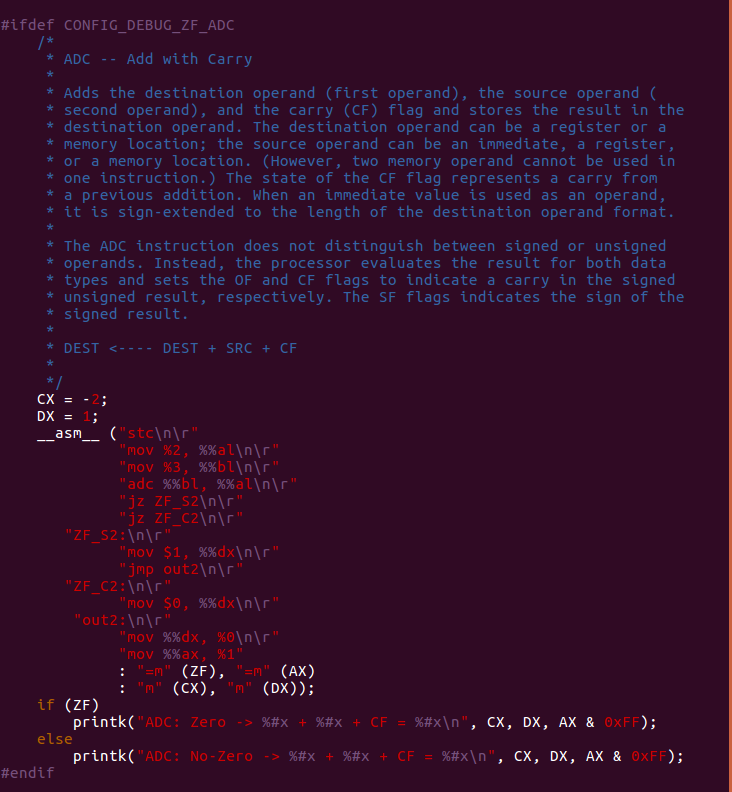 #ifdef CONFIG_DEBUG_ZF_ADC
    /*
     * ADC -- Add with Carry
     *
     * Adds the destination operand (first operand), the source operand (
     * second operand), and the carry (CF) flag and stores the result in the
     * destination operand. The destination operand can be a register or a
     * memory location; the source operand can be an immediate, a register,
     * or a memory location. (However, two memory operand cannot be used in
     * one instruction.) The state of the CF flag represents a carry from
     * a previous addition. When an immediate value is used as an operand,
     * it is sign-extended to the length of the destination operand format.
     *
     * The ADC instruction does not distinguish between signed or unsigned
     * operands. Instead, the processor evaluates the result for both data
     * types and sets the OF and CF flags to indicate a carry in the signed
     * unsigned result, respectively. The SF flags indicates the sign of the
     * signed result.
     *
     * DEST <---- DEST + SRC + CF
     *
     */
    CX = -2;
    DX = 1;
    __asm__ ("stc\n\r"
             "mov %2, %%al\n\r"
             "mov %3, %%bl\n\r"
             "adc %%bl, %%al\n\r"
             "jz ZF_S2\n\r"
             "jz ZF_C2\n\r"
       "ZF_S2:\n\r"
             "mov $1, %%dx\n\r"
             "jmp out2\n\r"
       "ZF_C2:\n\r"
             "mov $0, %%dx\n\r"
        "out2:\n\r"
             "mov %%dx, %0\n\r"
             "mov %%ax, %1"
             : "=m" (ZF), "=m" (AX)
             : "m" (CX), "m" (DX));
    if (ZF)
        printk("ADC: Zero -> %#x + %#x + CF = %#x\n", CX, DX, AX & 0xFF);
    else
        printk("ADC: No-Zero -> %#x + %#x + CF = %#x\n", CX, DX, AX & 0xFF);
#endif